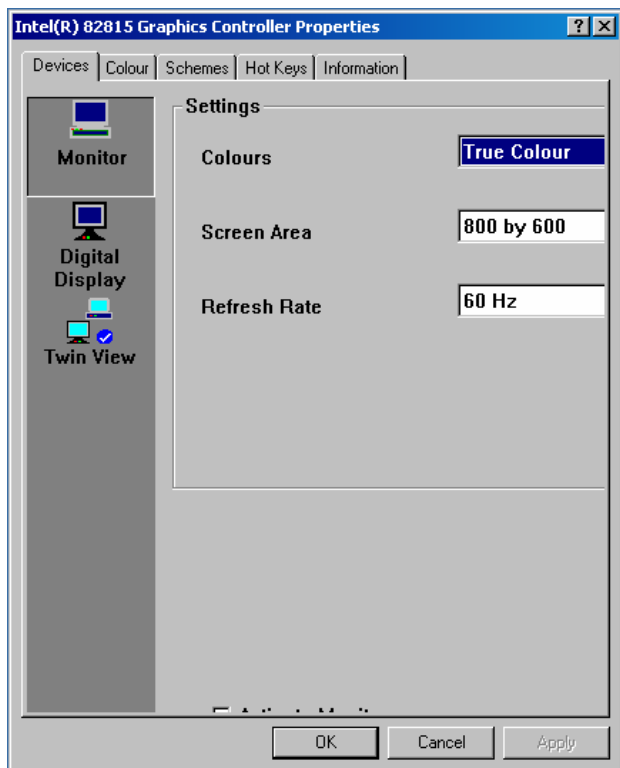 Intel(R) 82815 Graphics Controller Properties
Devices Colour Schemes Hot Keys Information
Monitor
Digital
Display
Twin View
Settings
Colours True Colour
Screen Area 800 by 600
Refresh Rate 60 Hz
OK Cancel Apply